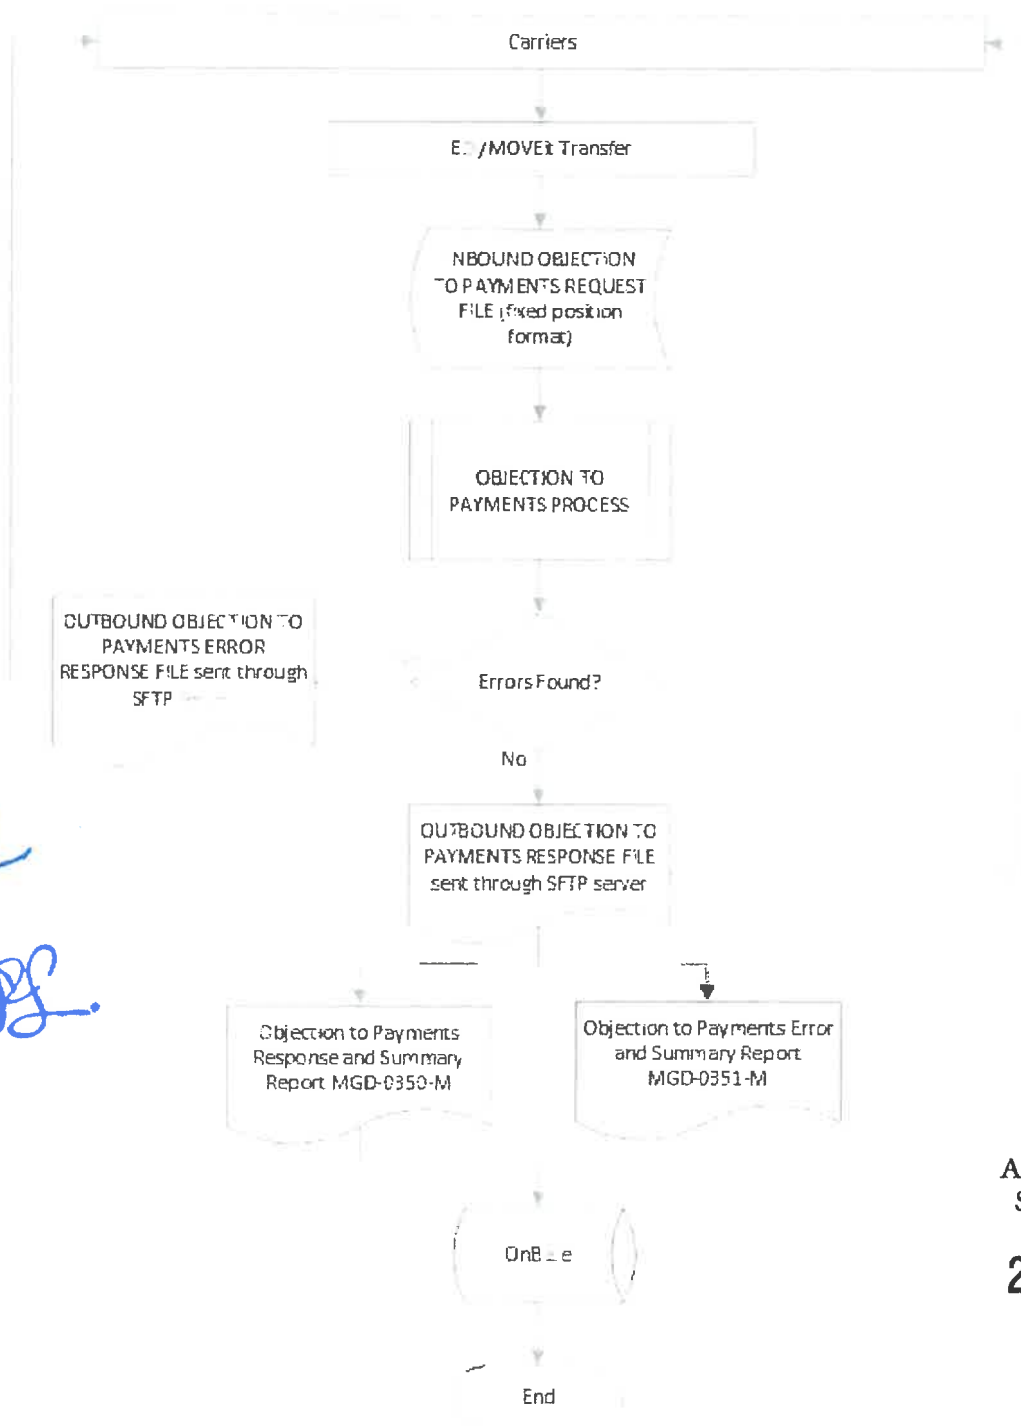 Carriers
/MOVEit Transfer
NBOUND OBJECTION
TO PAYMENTS REQUEST
FILE (fixed position
format)
OBJECTION TO
PAYMENTS PROCESS
OUTBOUND OBJECTION TO
PAYMENTS ERROR
RESPONSE FILE sent through
SFTP
Errors Found?
No
OUTBOUND OBJECTION TO
PAYMENTS RESPONSE FILE
sent through SFTP server
Objection to Payments
Response and Summary
Report MGD-0350-M
Objection to Payments Error
and Summary Report
MGD-0351-M
A
S
2
End